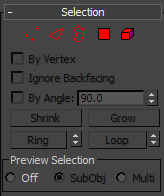 - Selection
By Vertex
Ignore Backfacing
By Angle: 90.0
Shrink Grow
Ring Loop
Preview Selection
Off SubObj Multi